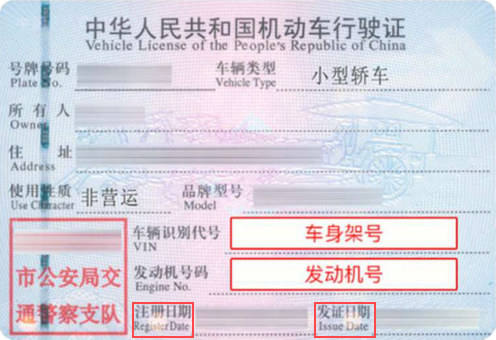 中华人民共和国机动车行驶证
Vehicle License of the People's Republic of China
号牌号码 车辆类型 小型轿车
Plate No. Vehicle Type
所有人
Owner
住址
Address
使用性质 非营运 品牌型号
Use Character Model
车辆识别代号 车身架号
VIN
市公安局交 发动机号码 发动机号
Engine No.
通警察支队 注册日期 发证日期
Register Date Issue Date